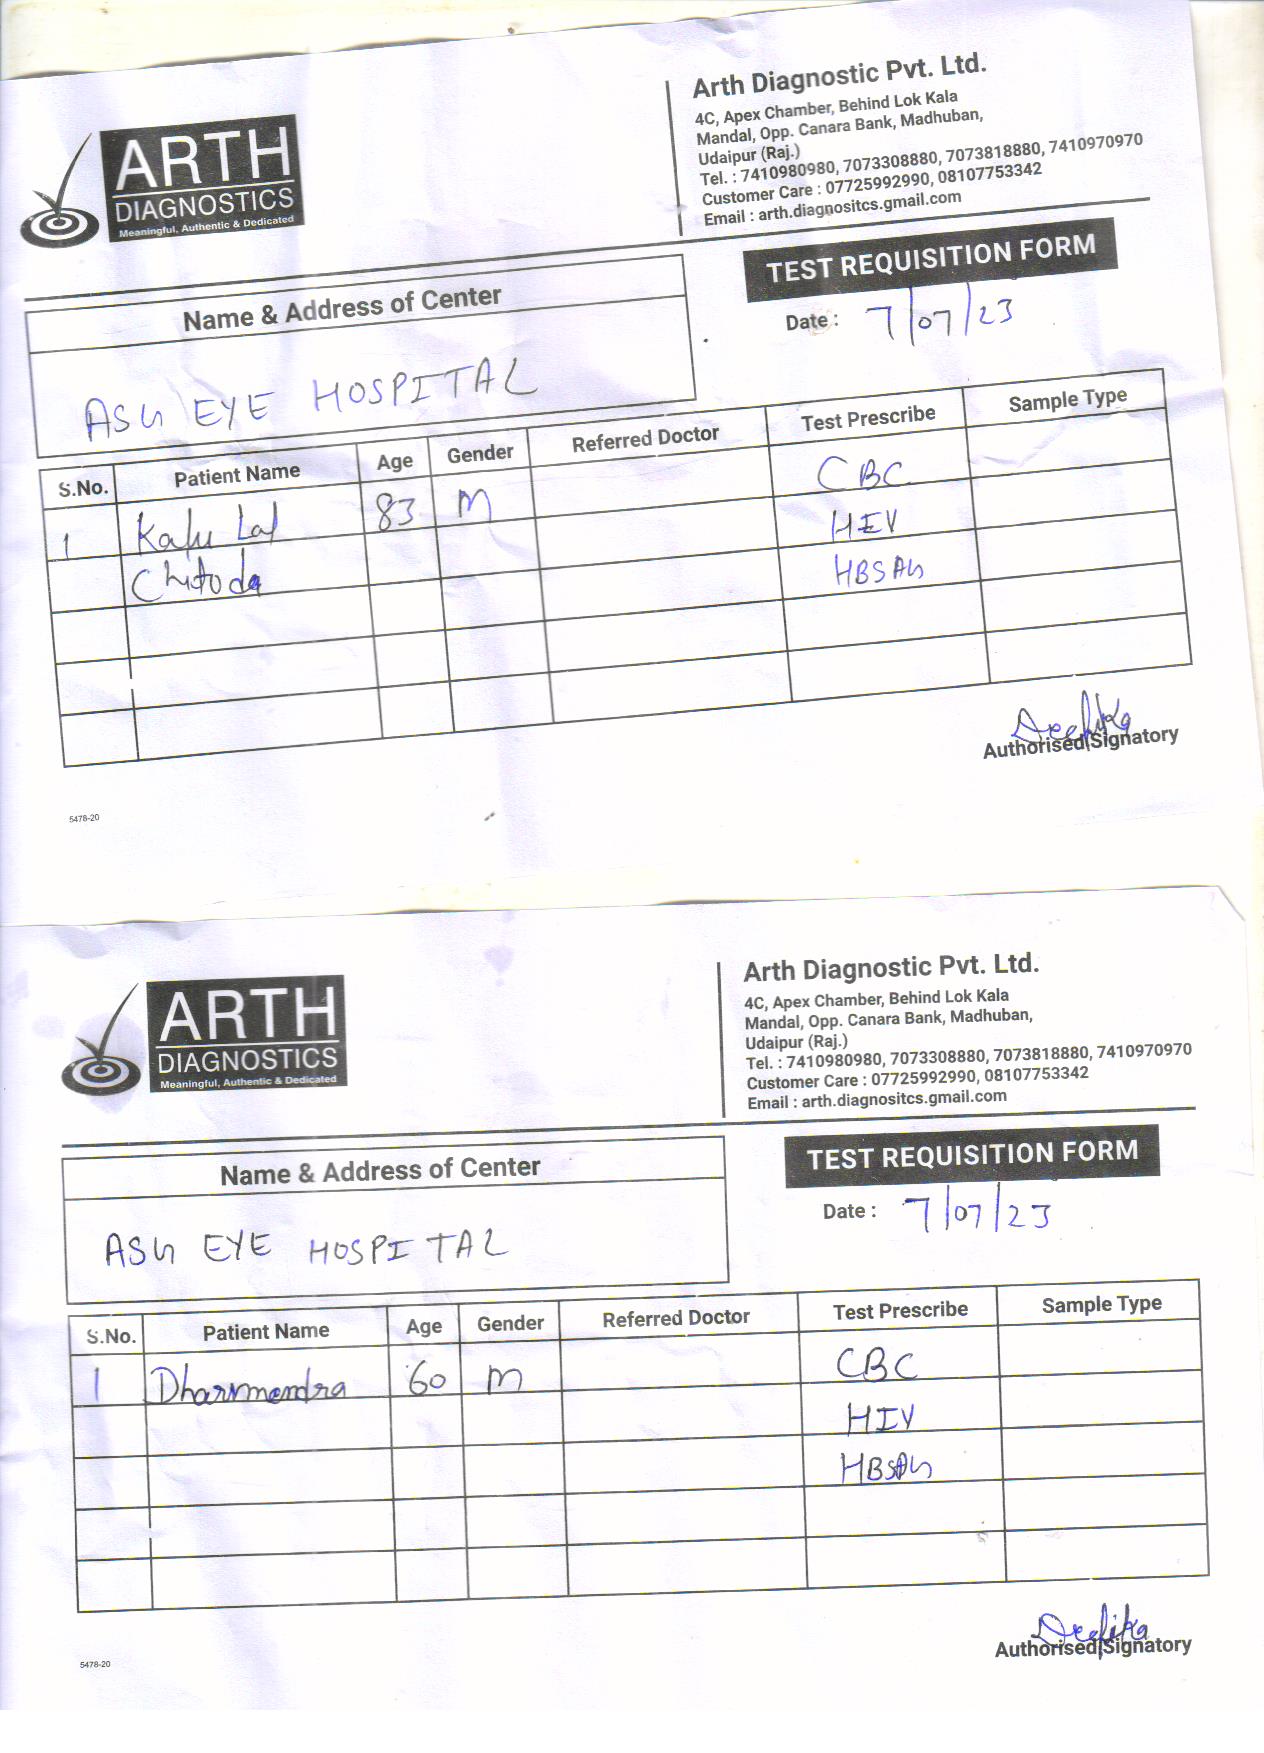 ARTH
DIAGNOSTICS
Meaningful, Authentic & Dedicated
Arth Diagnostic Pvt. Ltd.
4C, Apex Chamber, Behind Lok Kala
Mandal, Opp. Canara Bank, Madhuban,
Udaipur (Raj.)
Tel. : 7410980980, 7073308880, 7073818880, 7410970970
Customer Care : 07725992990, 08107753342
Email : arth.diagnositcs.gmail.com
TEST REQUISITION FORM
Name & Address of Center
Date : 7/07/23
ASG EYE HOSPITAL
S.No. Patient Name Age Gender Referred Doctor Test Prescribe Sample Type
1 Kalu Lal 83 M CBC
Chitoda HIV
HBSAG
Deepika
Authorised Signatory
5478-20
ARTH
DIAGNOSTICS
Meaningful, Authentic & Dedicated
Arth Diagnostic Pvt. Ltd.
4C, Apex Chamber, Behind Lok Kala
Mandal, Opp. Canara Bank, Madhuban,
Udaipur (Raj.)
Tel. : 7410980980, 7073308880, 7073818880, 7410970970
Customer Care : 07725992990, 08107753342
Email : arth.diagnositcs.gmail.com
TEST REQUISITION FORM
Name & Address of Center
Date : 7/07/23
ASG EYE HOSPITAL
S.No. Patient Name Age Gender Referred Doctor Test Prescribe Sample Type
1 Dharmendra 60 M CBC
HIV
HBSAG
Deepika
Authorised Signatory
5478-20